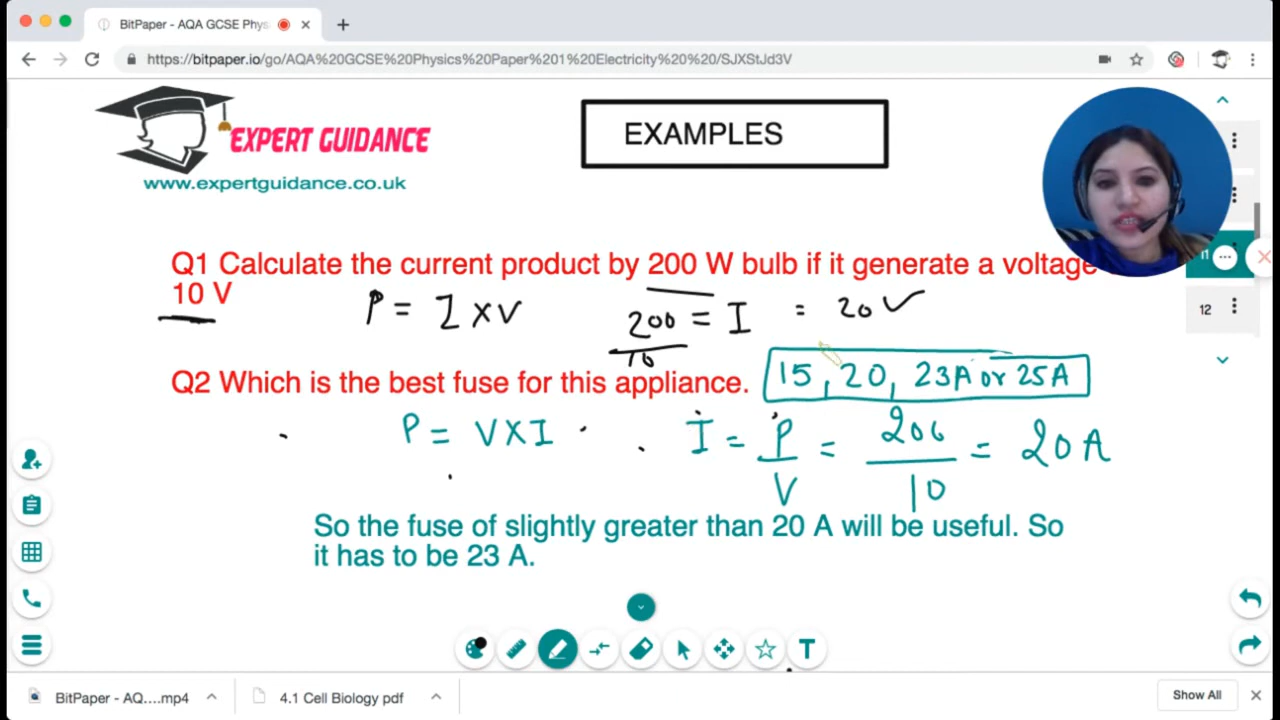 BitPaper - AQA GCSE Phys
https://bitpaper.io/go/AQA%20GCSE%20Physics%20Paper%201%20Electricity%20%20/SJXStJd3V
EXPERT GUIDANCE
www.expertguidance.co.uk
EXAMPLES
Q1 Calculate the current product by 200 W bulb if it generate a voltage
10 V
P = I X V
200/10 = I = 20
Q2 Which is the best fuse for this appliance.
15, 20, 23A or 25A
P = V X I
I = P/V = 200/10 = 20 A
So the fuse of slightly greater than 20 A will be useful. So
it has to be 23 A.
11
12
T
BitPaper - AQ....mp4
4.1 Cell Biology pdf
Show All